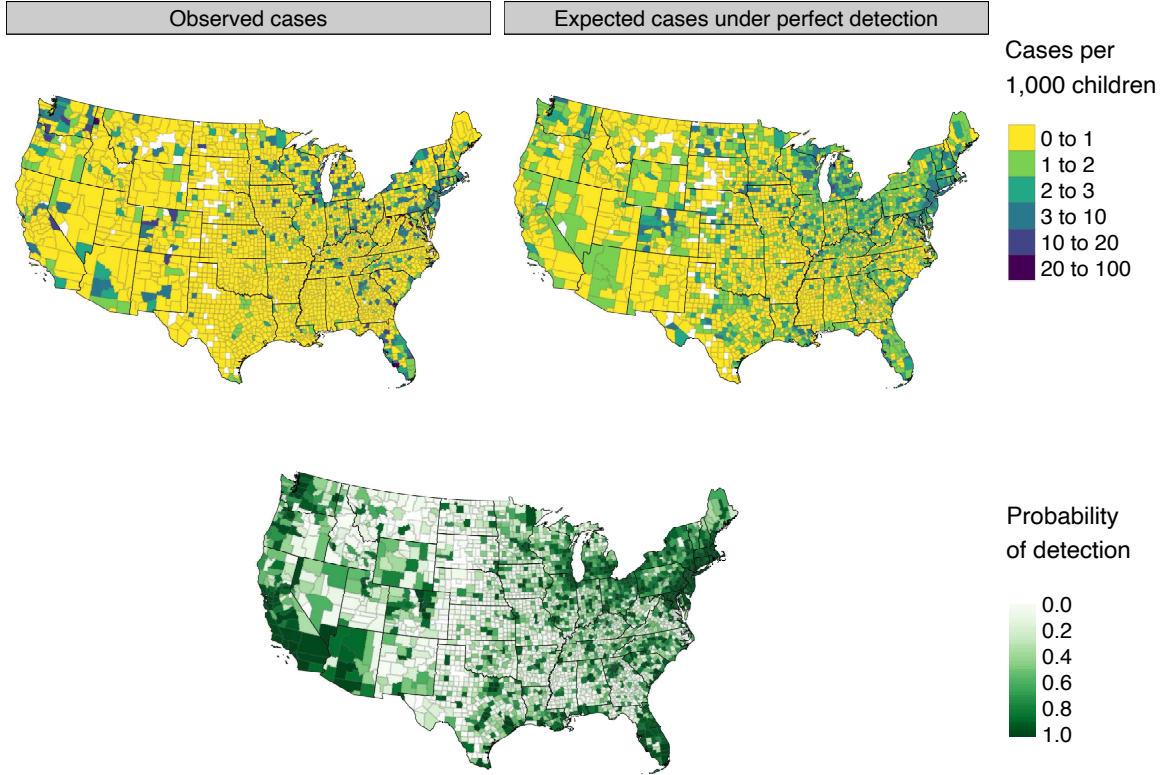 Observed cases
Expected cases under perfect detection
Cases per
1,000 children
0 to 1
1 to 2
2 to 3
3 to 10
10 to 20
20 to 100
Probability
of detection
0.0
0.2
0.4
0.6
0.8
1.0